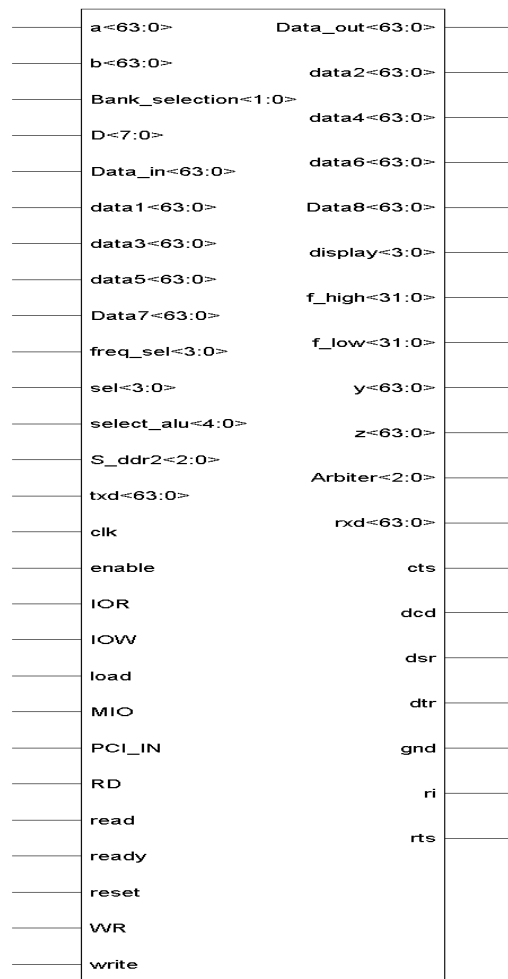 a<63:0>
b<63:0>
Bank_selection<1:0>
D<7:0>
Data_in<63:0>
data1<63:0>
data3<63:0>
data5<63:0>
Data7<63:0>
freq_sel<3:0>
sel<3:0>
select_alu<4:0>
S_ddr2<2:0>
txd<63:0>
clk
enable
IOR
IOW
load
MIO
PCI_IN
RD
read
ready
reset
WR
write
Data_out<63:0>
data2<63:0>
data4<63:0>
data6<63:0>
Data8<63:0>
display<3:0>
f_high<31:0>
f_low<31:0>
y<63:0>
z<63:0>
Arbiter<2:0>
rxd<63:0>
cts
dcd
dsr
dtr
gnd
ri
rts